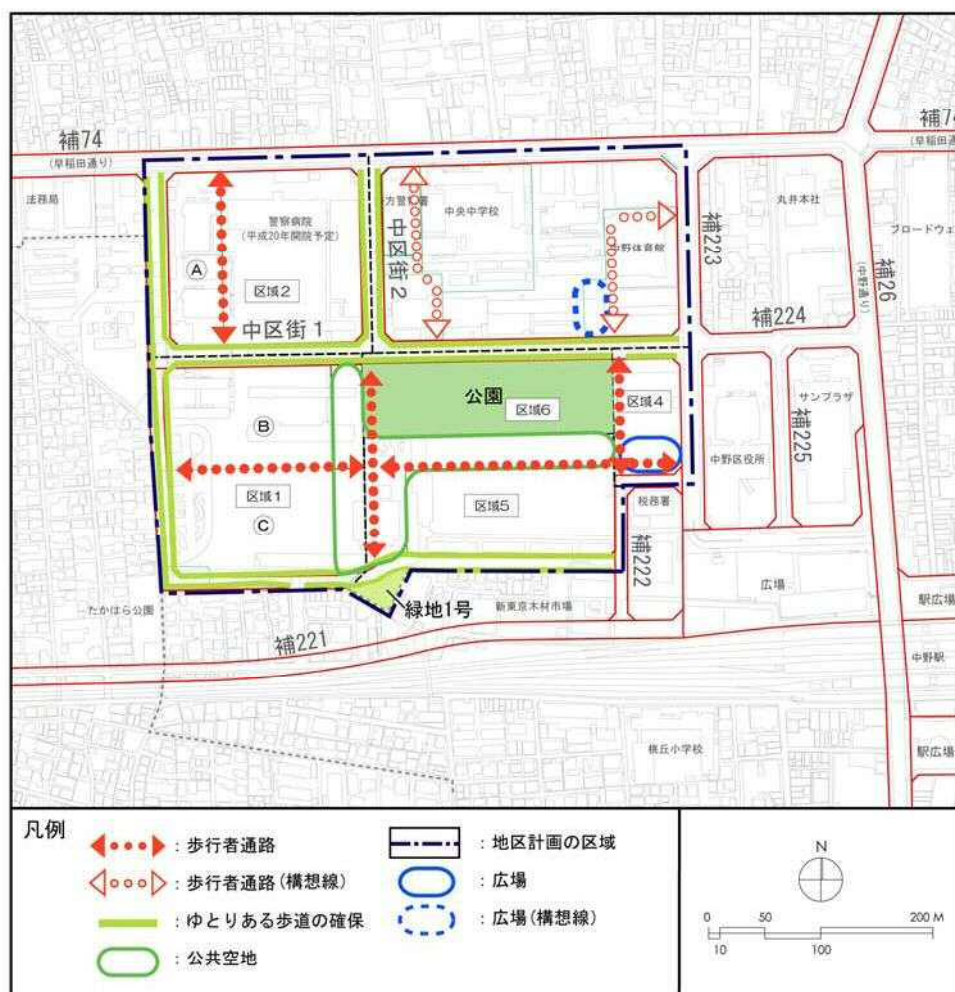 補74
(早稲田通り)
補74
(早稲田通
法務局
警察病院
(平成20年開院予定)
方警察署
中央中学校
中野体育館
丸井本社
ブロードウェ
A
区域2
中区街1
中区街2
補223
補224
(中野通り)
補26
公園
区域6
区域4
B
区域1
C
区域5
中野区役所
サンプラザ
補225
税務署
補222
広場
駅広場
たかはら公園
緑地1号
新東京木材市場
補221
中野駅
桃丘小学校
駅広場
凡例
:歩行者通路
:歩行者通路(構想線)
:ゆとりある歩道の確保
:公共空地
:地区計画の区域
:広場
:広場(構想線)
N
0 50 200 M
10 100